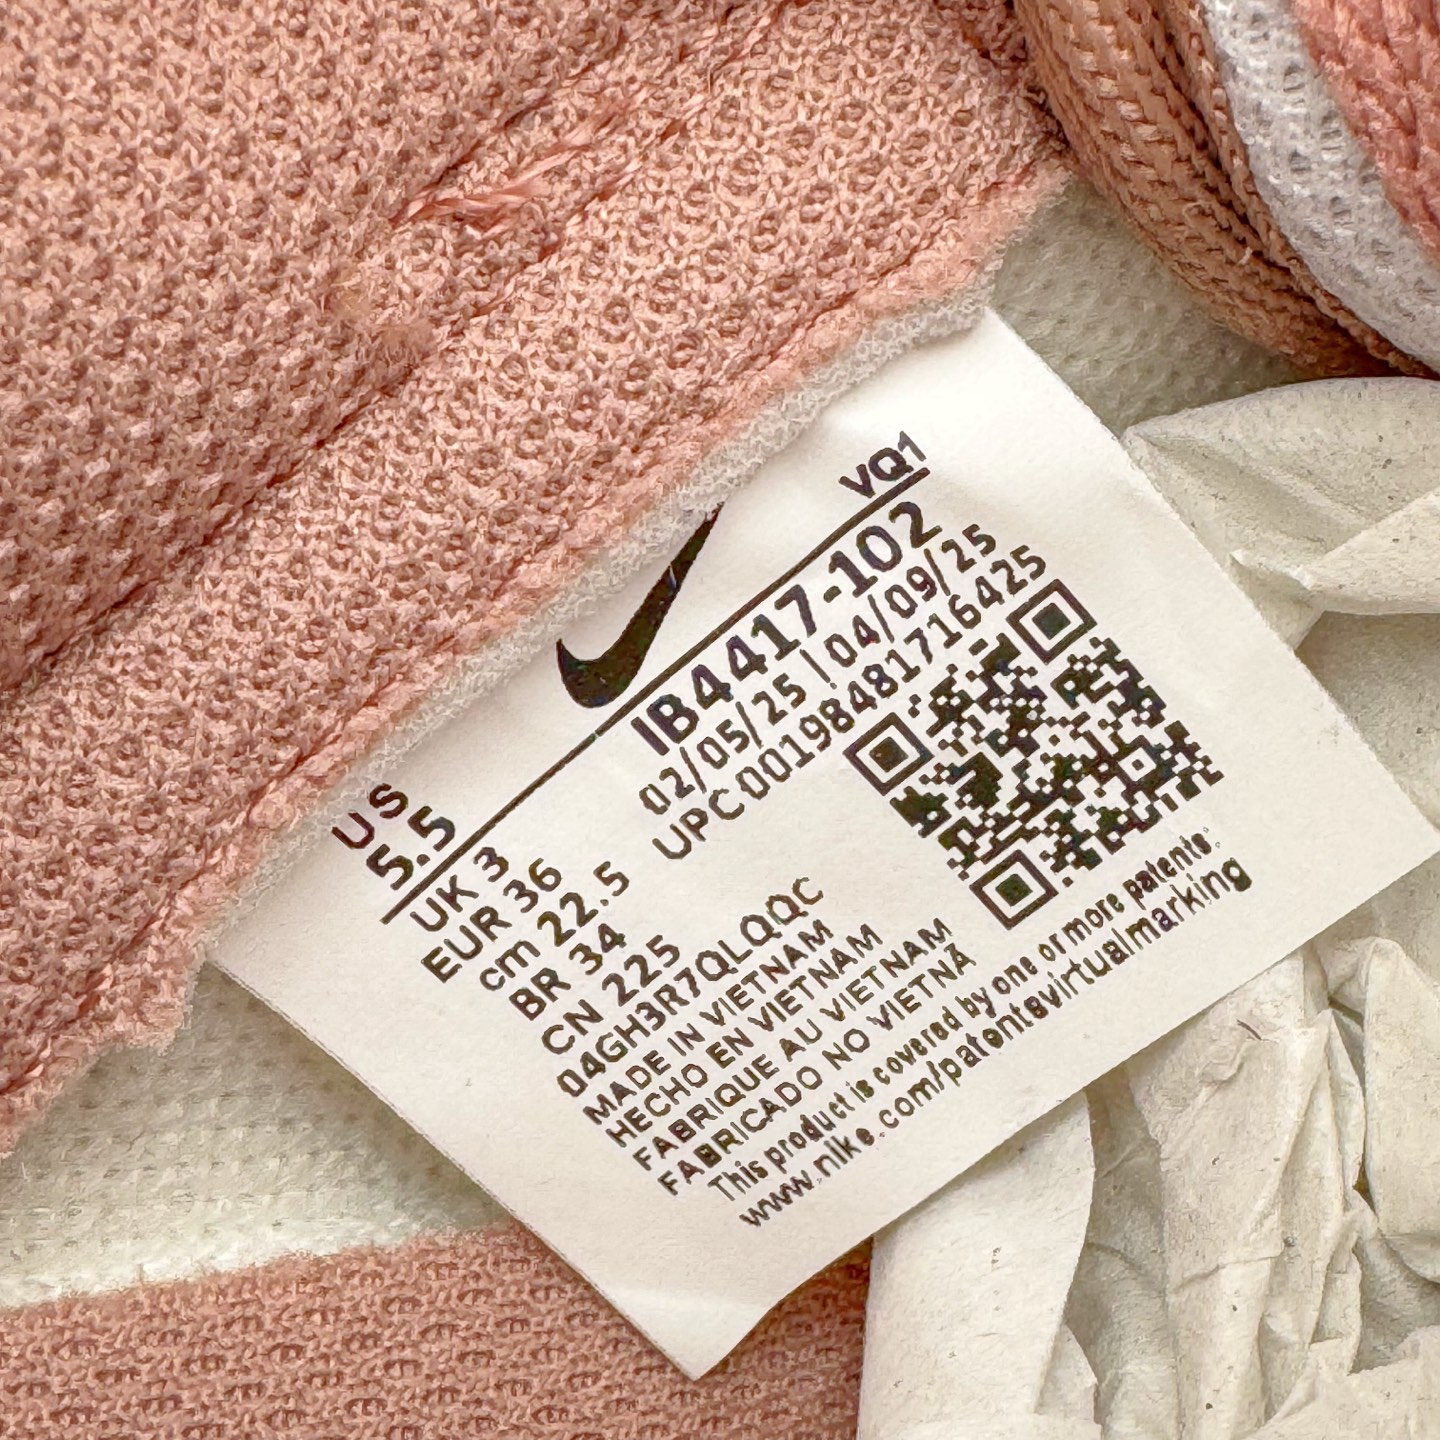 VQ1
US
5.5
IB4417-102
02/05/25 | 04/09/25
UPC 00198481716425
UK 3
EUR 36
cm 22.5
BR 34
CN 225
04GH3R7QLQQC
MADE IN VIETNAM
HECHO EN VIETNAM
FABRIQUE AU VIETNAM
FABRICADO NO VIETNÃ
This product is covered by one or more patents.
www.nike.com/patentsvirtualmarking